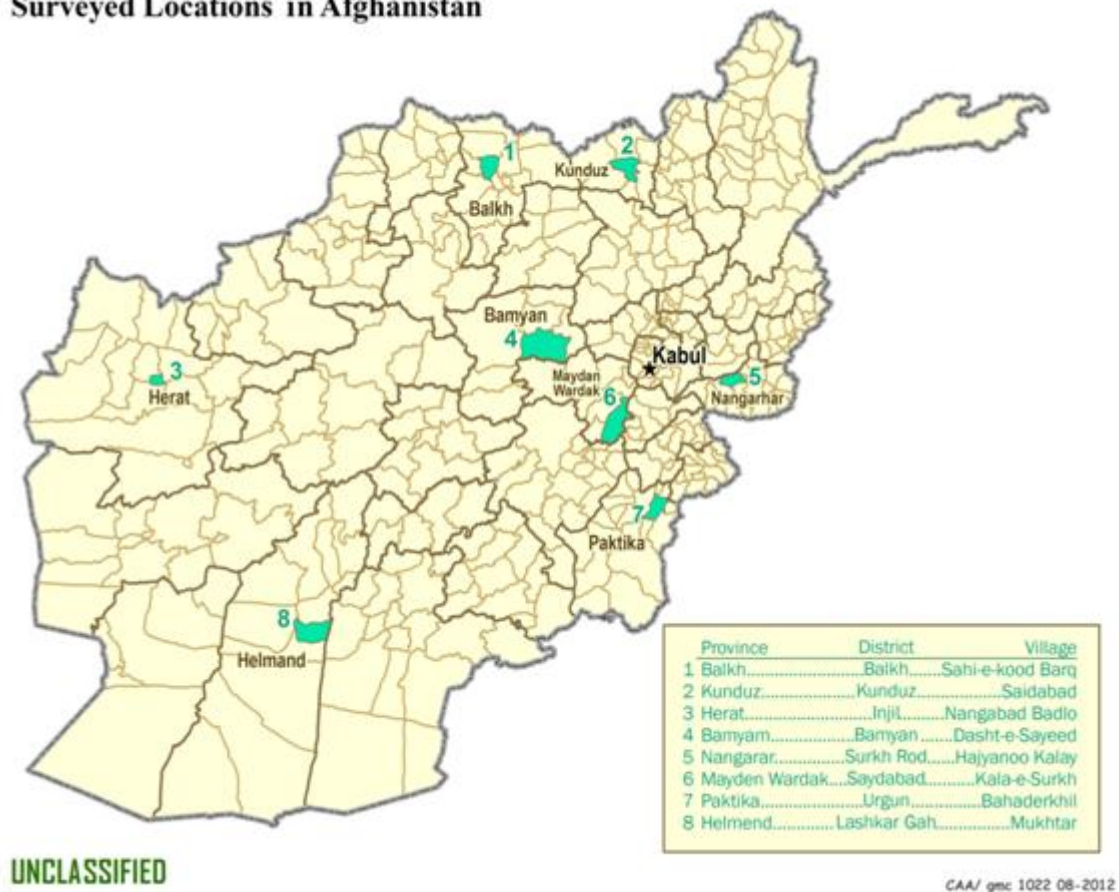 Surveyed Locations in Afghanistan
1
2
Kunduz
Balkh
Bamyan
4
Kabul
3
Herat
Maydan
Wardak
5
Nangarhar
6
7
Paktika
8
Helmand
Province District Village
1 Balkh................Balkh......Sahi-e-kood Barq
2 Kunduz................Kunduz................Saidabad
3 Herat........................Injil........Nangabad Badlo
4 Bamyam................Bamyan.......Dasht-e-Sayeed
5 Nangarar..............Surkh Rod......Hajyanoo Kalay
6 Mayden Wardak....Saydabad.........Kala-e-Surkh
7 Paktika....................Urgun................Bahaderkhil
8 Helmend.............Lashkar Gah................Mukhtar
UNCLASSIFIED
CAA/ gmc 1022 08-2012